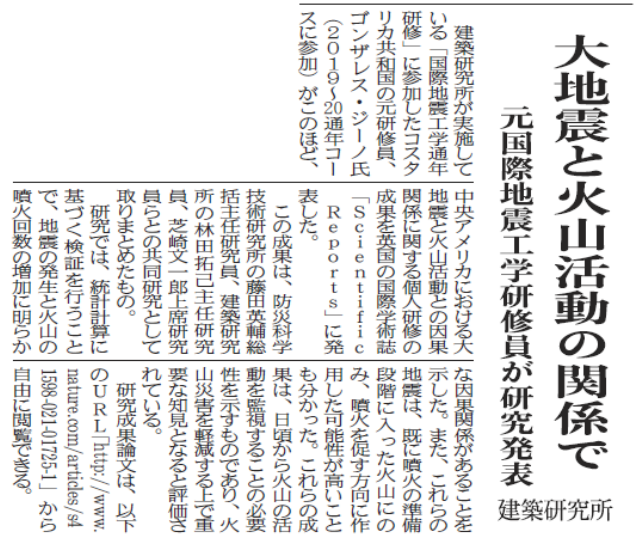 大地震と火山活動の関係で
元国際地震工学研修員が研究発表
建築研究所
建築研究所が実施して
いる「国際地震工学通年
研修」に参加したコスタ
リカ共和国の元研修員、
ゴンザレス・ジーノ氏
（２０１９〜20通年コー
スに参加）がこのほど、
中央アメリカにおける大
地震と火山活動との因果
関係に関する個人研修の
成果を英国の国際学術誌
「Ｓｃｉｅｎｔｉｆｉｃ
Ｒｅｐｏｒｔｓ」に発
表した。
この成果は、防災科学
技術研究所の藤田英輔総
括主任研究員、建築研究
所の林田拓己主任研究
員、芝崎文一郎上席研究
員らとの共同研究として
取りまとめたもの。
研究では、統計計算に
基づく検証を行うこと
で、地震の発生と火山の
噴火回数の増加に明らか
な因果関係があることを
示した。また、これらの
地震は、既に噴火の準備
段階に入った火山にの
み、噴火を促す方向に作
用した可能性が高いこと
も分かった。これらの成
果は、日頃から火山の活
動を監視することの必要
性を示すものであり、火
山災害を軽減する上で重
要な知見となると評価さ
れている。
研究成果論文は、以下
のＵＲＬ「http://www.
nature.com/articles/s4
1598-021-01725-1」から
自由に閲覧できる。